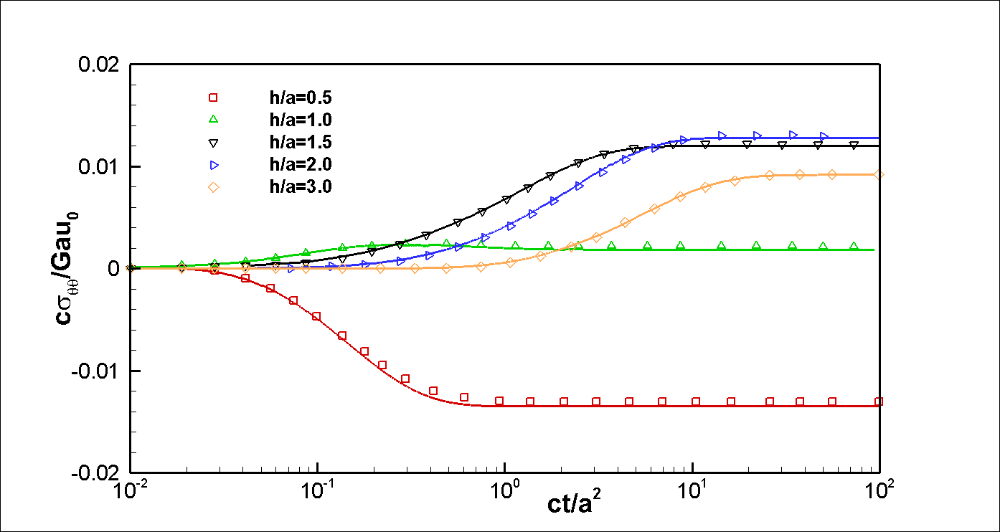 0.02
0.01
0
-0.01
-0.02
cσθθ/Gau0
h/a=0.5
h/a=1.0
h/a=1.5
h/a=2.0
h/a=3.0
10-2
10-1
100
101
102
ct/a2